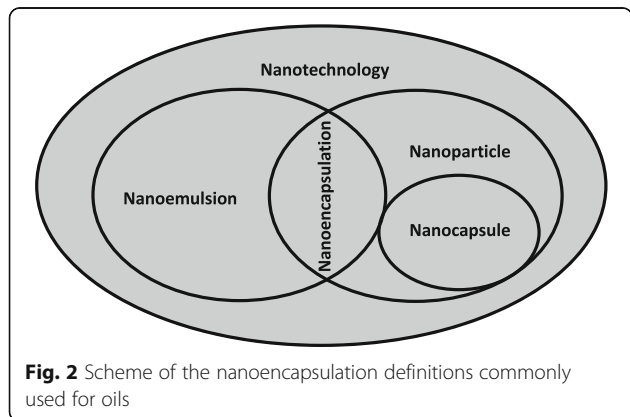 Nanotechnology
Nanoemulsion
Nanoencapsulation
Nanoparticle
Nanocapsule
Fig. 2 Scheme of the nanoencapsulation definitions commonly
used for oils